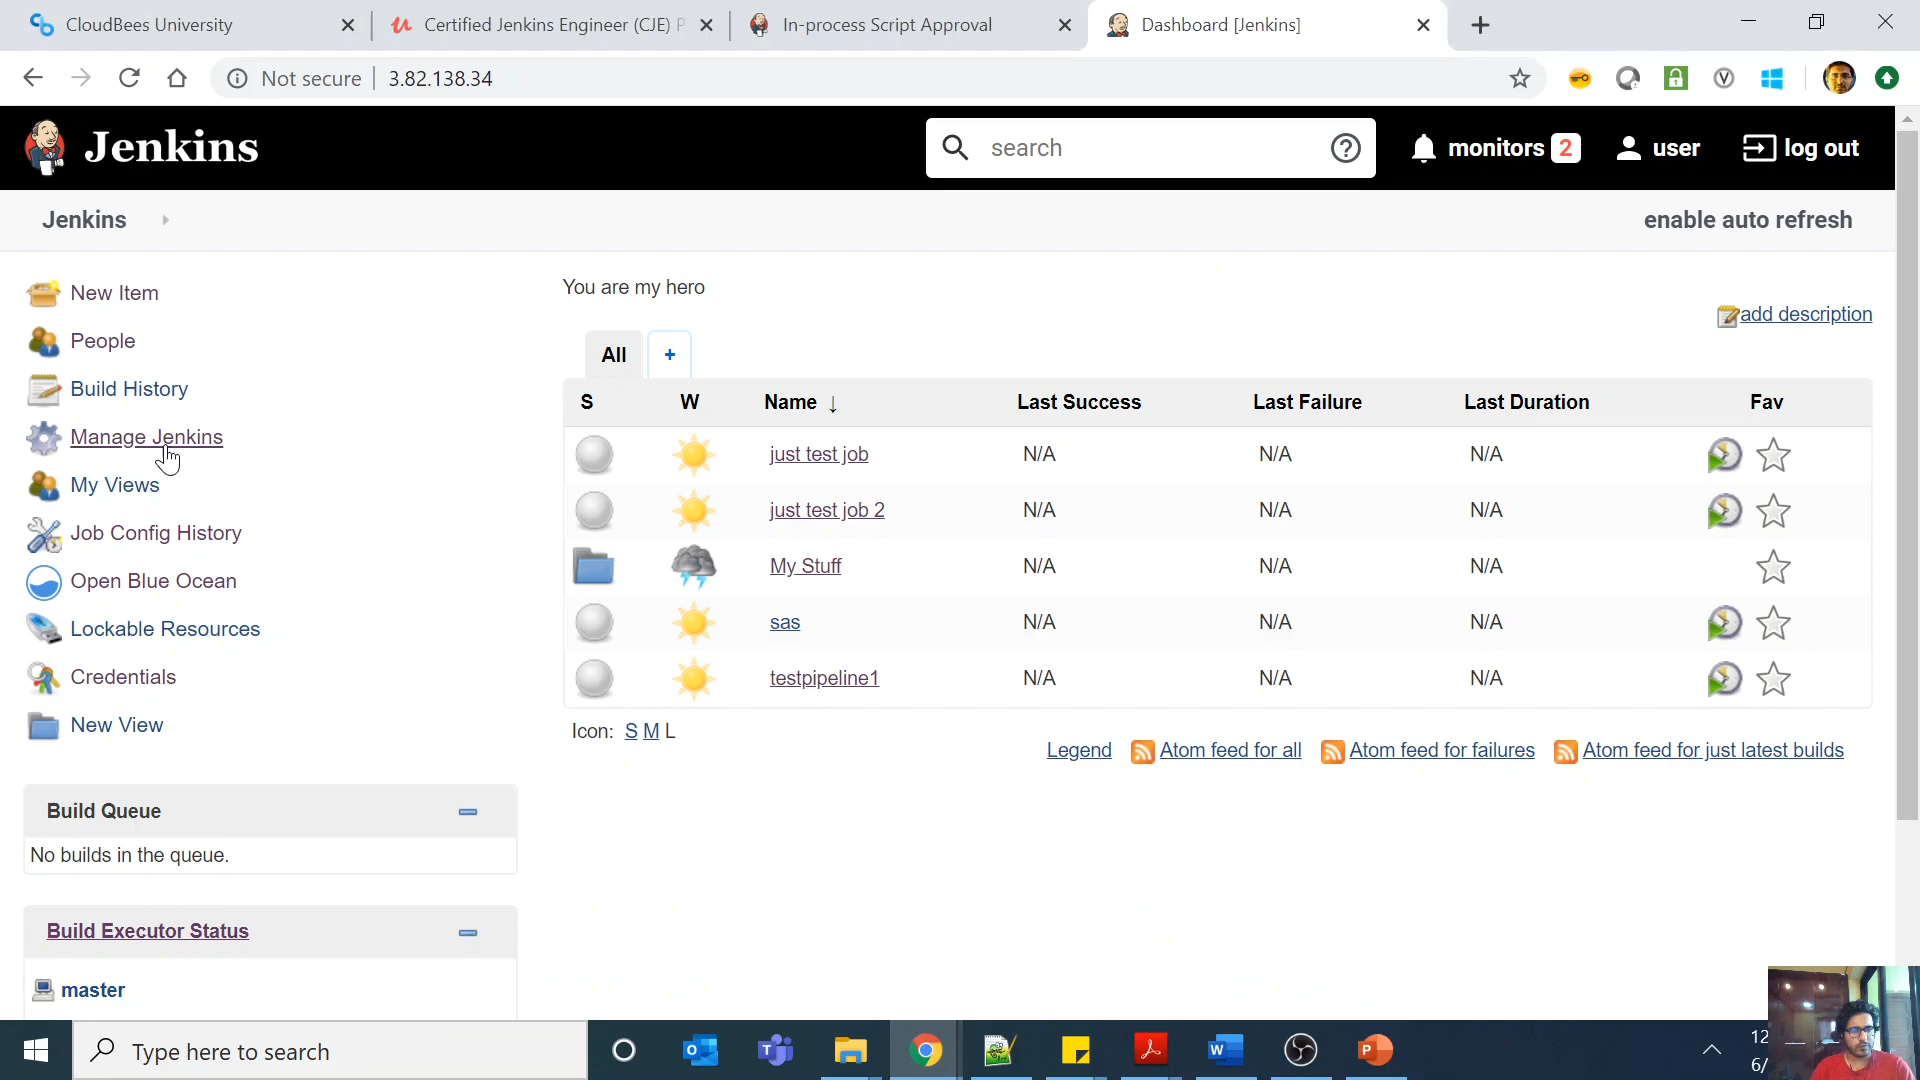 CloudBees University
Certified Jenkins Engineer (CJE) P
In-process Script Approval
Dashboard [Jenkins]
Not secure
3.82.138.34
Jenkins
search
monitors 2
user
log out
Jenkins
enable auto refresh
New Item
People
Build History
Manage Jenkins
My Views
Job Config History
Open Blue Ocean
Lockable Resources
Credentials
New View
You are my hero
add description
All
+
S W Name ↓ Last Success Last Failure Last Duration Fav
just test job N/A N/A N/A
just test job 2 N/A N/A N/A
My Stuff N/A N/A N/A
sas N/A N/A N/A
testpipeline1 N/A N/A N/A
Icon: S M L
Legend Atom feed for all Atom feed for failures Atom feed for just latest builds
Build Queue
No builds in the queue.
Build Executor Status
master
Type here to search
12
6/